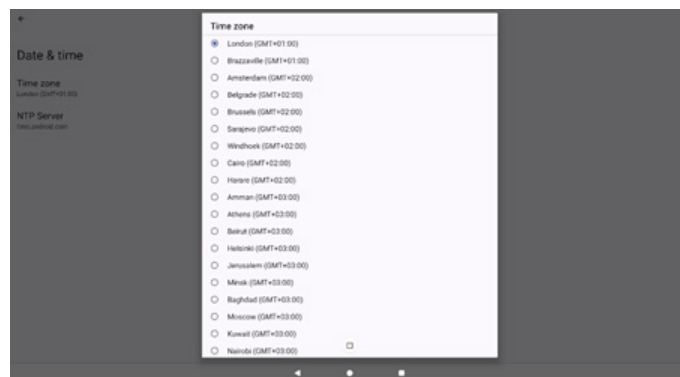 Date & time
Time zone
London (GMT+01:00)
NTP Server
Time zone
London (GMT+01:00)
Brazzaville (GMT+01:00)
Amsterdam (GMT+02:00)
Belgrade (GMT+02:00)
Brussels (GMT+02:00)
Sarajevo (GMT+02:00)
Windhoek (GMT+02:00)
Cairo (GMT+02:00)
Harare (GMT+02:00)
Amman (GMT+03:00)
Athens (GMT+03:00)
Beirut (GMT+03:00)
Helsinki (GMT+03:00)
Jerusalem (GMT+03:00)
Minsk (GMT+03:00)
Baghdad (GMT+03:00)
Moscow (GMT+03:00)
Kuwait (GMT+03:00)
Nairobi (GMT+03:00)